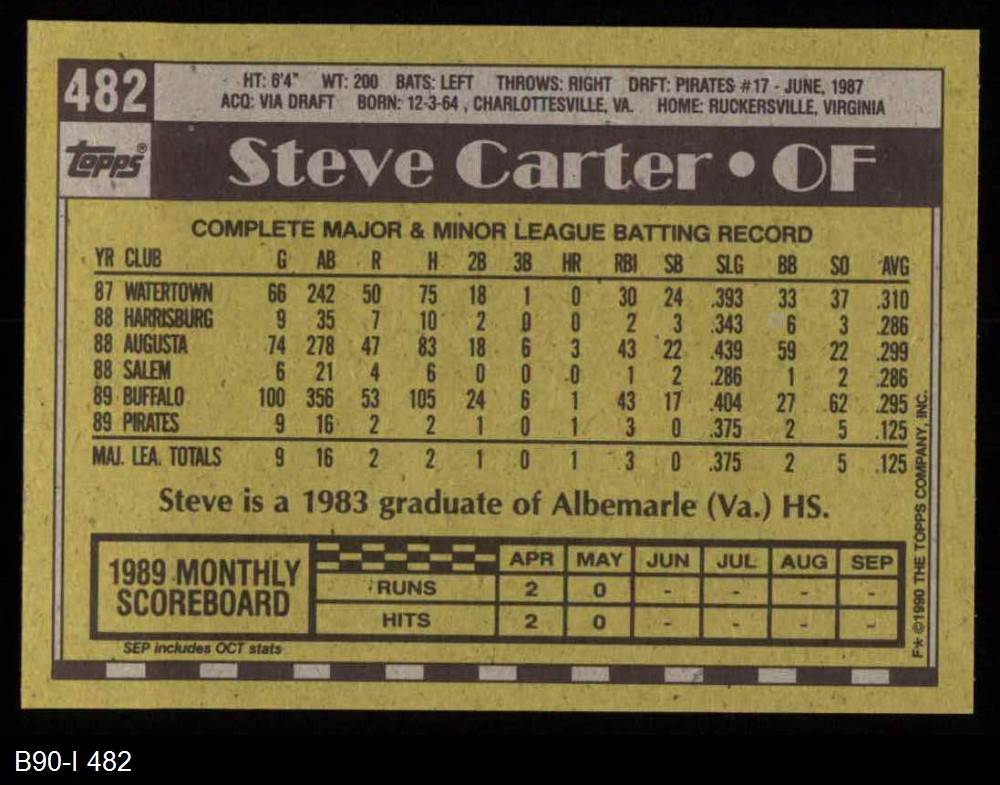 482
HT: 6'4" WT: 200 BATS: LEFT THROWS: RIGHT DRFT: PIRATES #17 - JUNE, 1987
ACQ: VIA DRAFT BORN: 12-3-64, CHARLOTTESVILLE, VA. HOME: RUCKERSVILLE, VIRGINIA
topps®
Steve Carter • OF
COMPLETE MAJOR & MINOR LEAGUE BATTING RECORD
YR CLUB G AB R H 2B 3B HR RBI SB SLG BB SO AVG
87 WATERTOWN 66 242 50 75 18 1 0 30 24 .393 33 37 .310
88 HARRISBURG 9 35 7 10 2 0 0 2 3 .343 6 3 .286
88 AUGUSTA 74 278 47 83 18 6 3 43 22 .439 59 22 .299
88 SALEM 6 21 4 6 0 0 0 1 2 .286 1 2 .286
89 BUFFALO 100 356 53 105 24 6 1 43 17 .404 27 62 .295
89 PIRATES 9 16 2 2 1 0 1 3 0 .375 2 5 .125
MAJ. LEA. TOTALS 9 16 2 2 1 0 1 3 0 .375 2 5 .125
Steve is a 1983 graduate of Albemarle (Va.) HS.
1989 MONTHLY
SCOREBOARD
APR MAY JUN JUL AUG SEP
RUNS 2 0 - - - -
HITS 2 0 - - - -
SEP includes OCT stats
F* ©1990 THE TOPPS COMPANY, INC.
B90-I 482